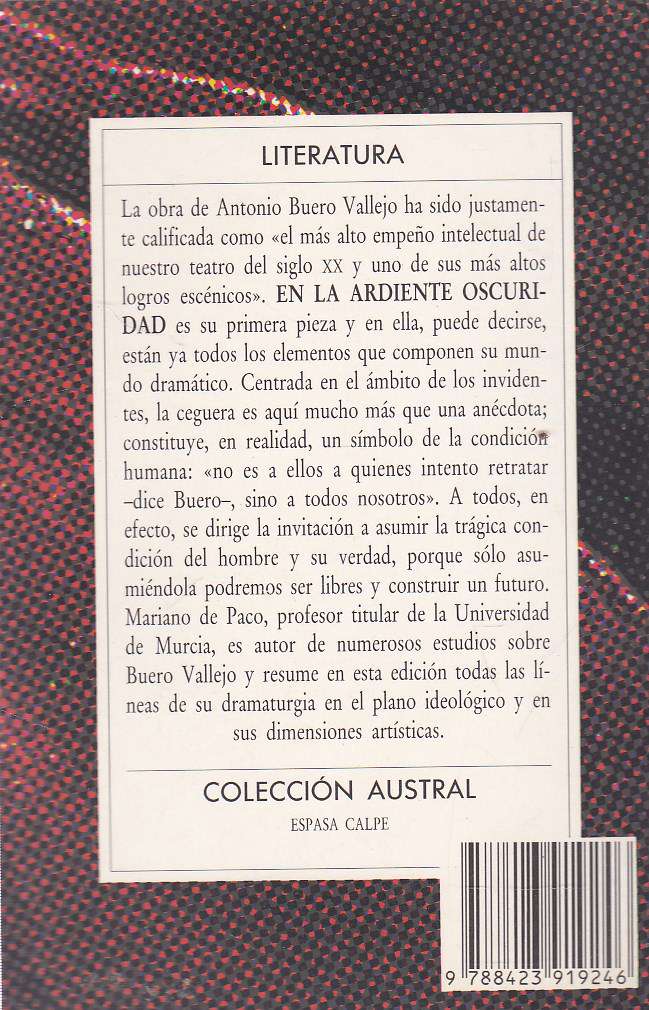 LITERATURA
La obra de Antonio Buero Vallejo ha sido justamen-
te calificada como «el más alto empeño intelectual de
nuestro teatro del siglo XX y uno de sus más altos
logros escénicos». EN LA ARDIENTE OSCURI-
DAD es su primera pieza y en ella, puede decirse,
están ya todos los elementos que componen su mun-
do dramático. Centrada en el ámbito de los inviden-
tes, la ceguera es aquí mucho más que una anécdota;
constituye, en realidad, un símbolo de la condición
humana: «no es a ellos a quienes intento retratar
–dice Buero–, sino a todos nosotros». A todos, en
efecto, se dirige la invitación a asumir la trágica con-
dición del hombre y su verdad, porque sólo asu-
miéndola podremos ser libres y construir un futuro.
Mariano de Paco, profesor titular de la Universidad
de Murcia, es autor de numerosos estudios sobre
Buero Vallejo y resume en esta edición todas las lí-
neas de su dramaturgia en el plano ideológico y en
sus dimensiones artísticas.
COLECCIÓN AUSTRAL
ESPASA CALPE
9 788423 919246